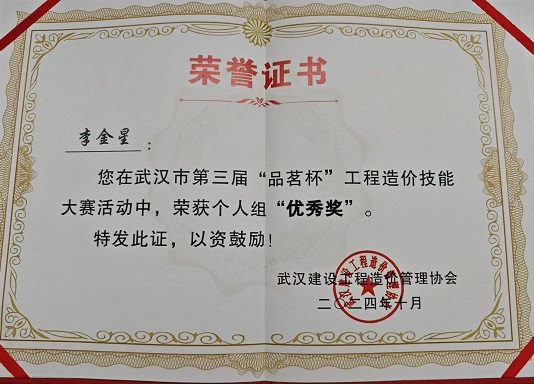 荣誉证书
李金星：
您在武汉市第三届“品茗杯”工程造价技能
大赛活动中，荣获个人组“优秀奖”。
特发此证，以资鼓励！
武汉建设工程造价管理协会
二〇二四年十月